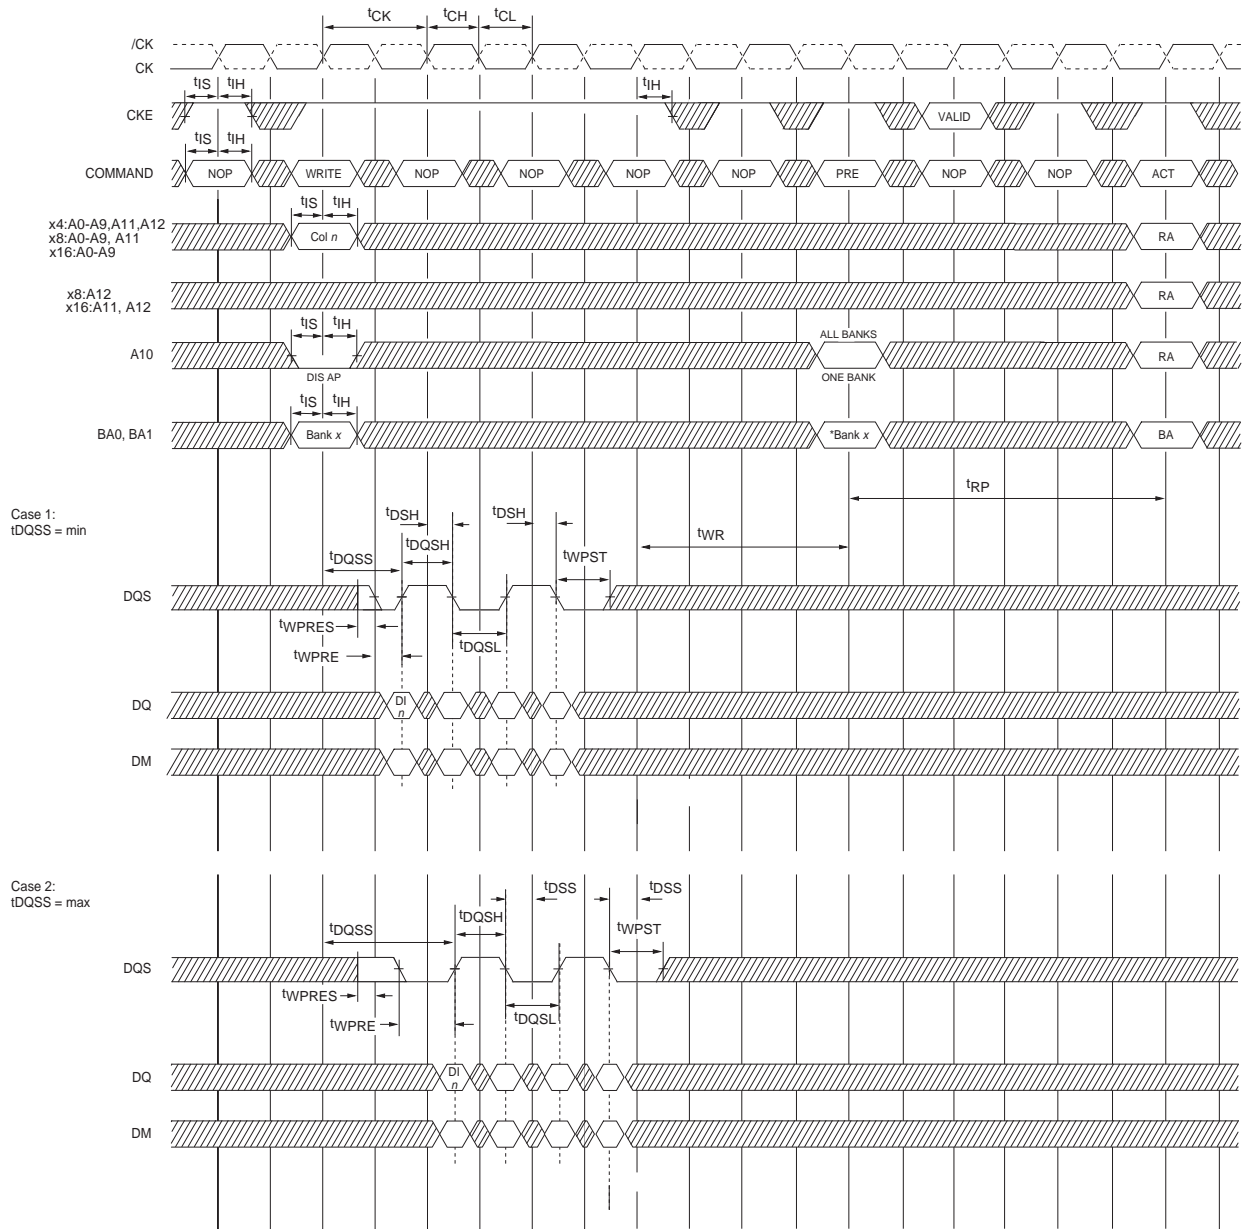 tCK tCH tCL
/CK
CK
tIS tIH tIH
CKE VALID
tIS tIH
COMMAND NOP WRITE NOP NOP NOP NOP PRE NOP NOP ACT
tIS tIH
x4:A0-A9,A11,A12
x8:A0-A9, A11
x16:A0-A9
Col n RA
x8:A12
x16:A11, A12
RA
tIS tIH ALL BANKS
A10 RA
DIS AP ONE BANK
tIS tIH
BA0, BA1 Bank x *Bank x BA
tRP
Case 1:
tDQSS = min
tDSH tDSH
tWR
tDQSH
tDQSS tWPST
DQS
tWPRES
tDQSL
tWPRE
DQ DI
n
DM
Case 2:
tDQSS = max
tDSS tDSS
tDQSH
tDQSS tWPST
DQS
tWPRES
tDQSL
tWPRE
DQ DI
n
DM